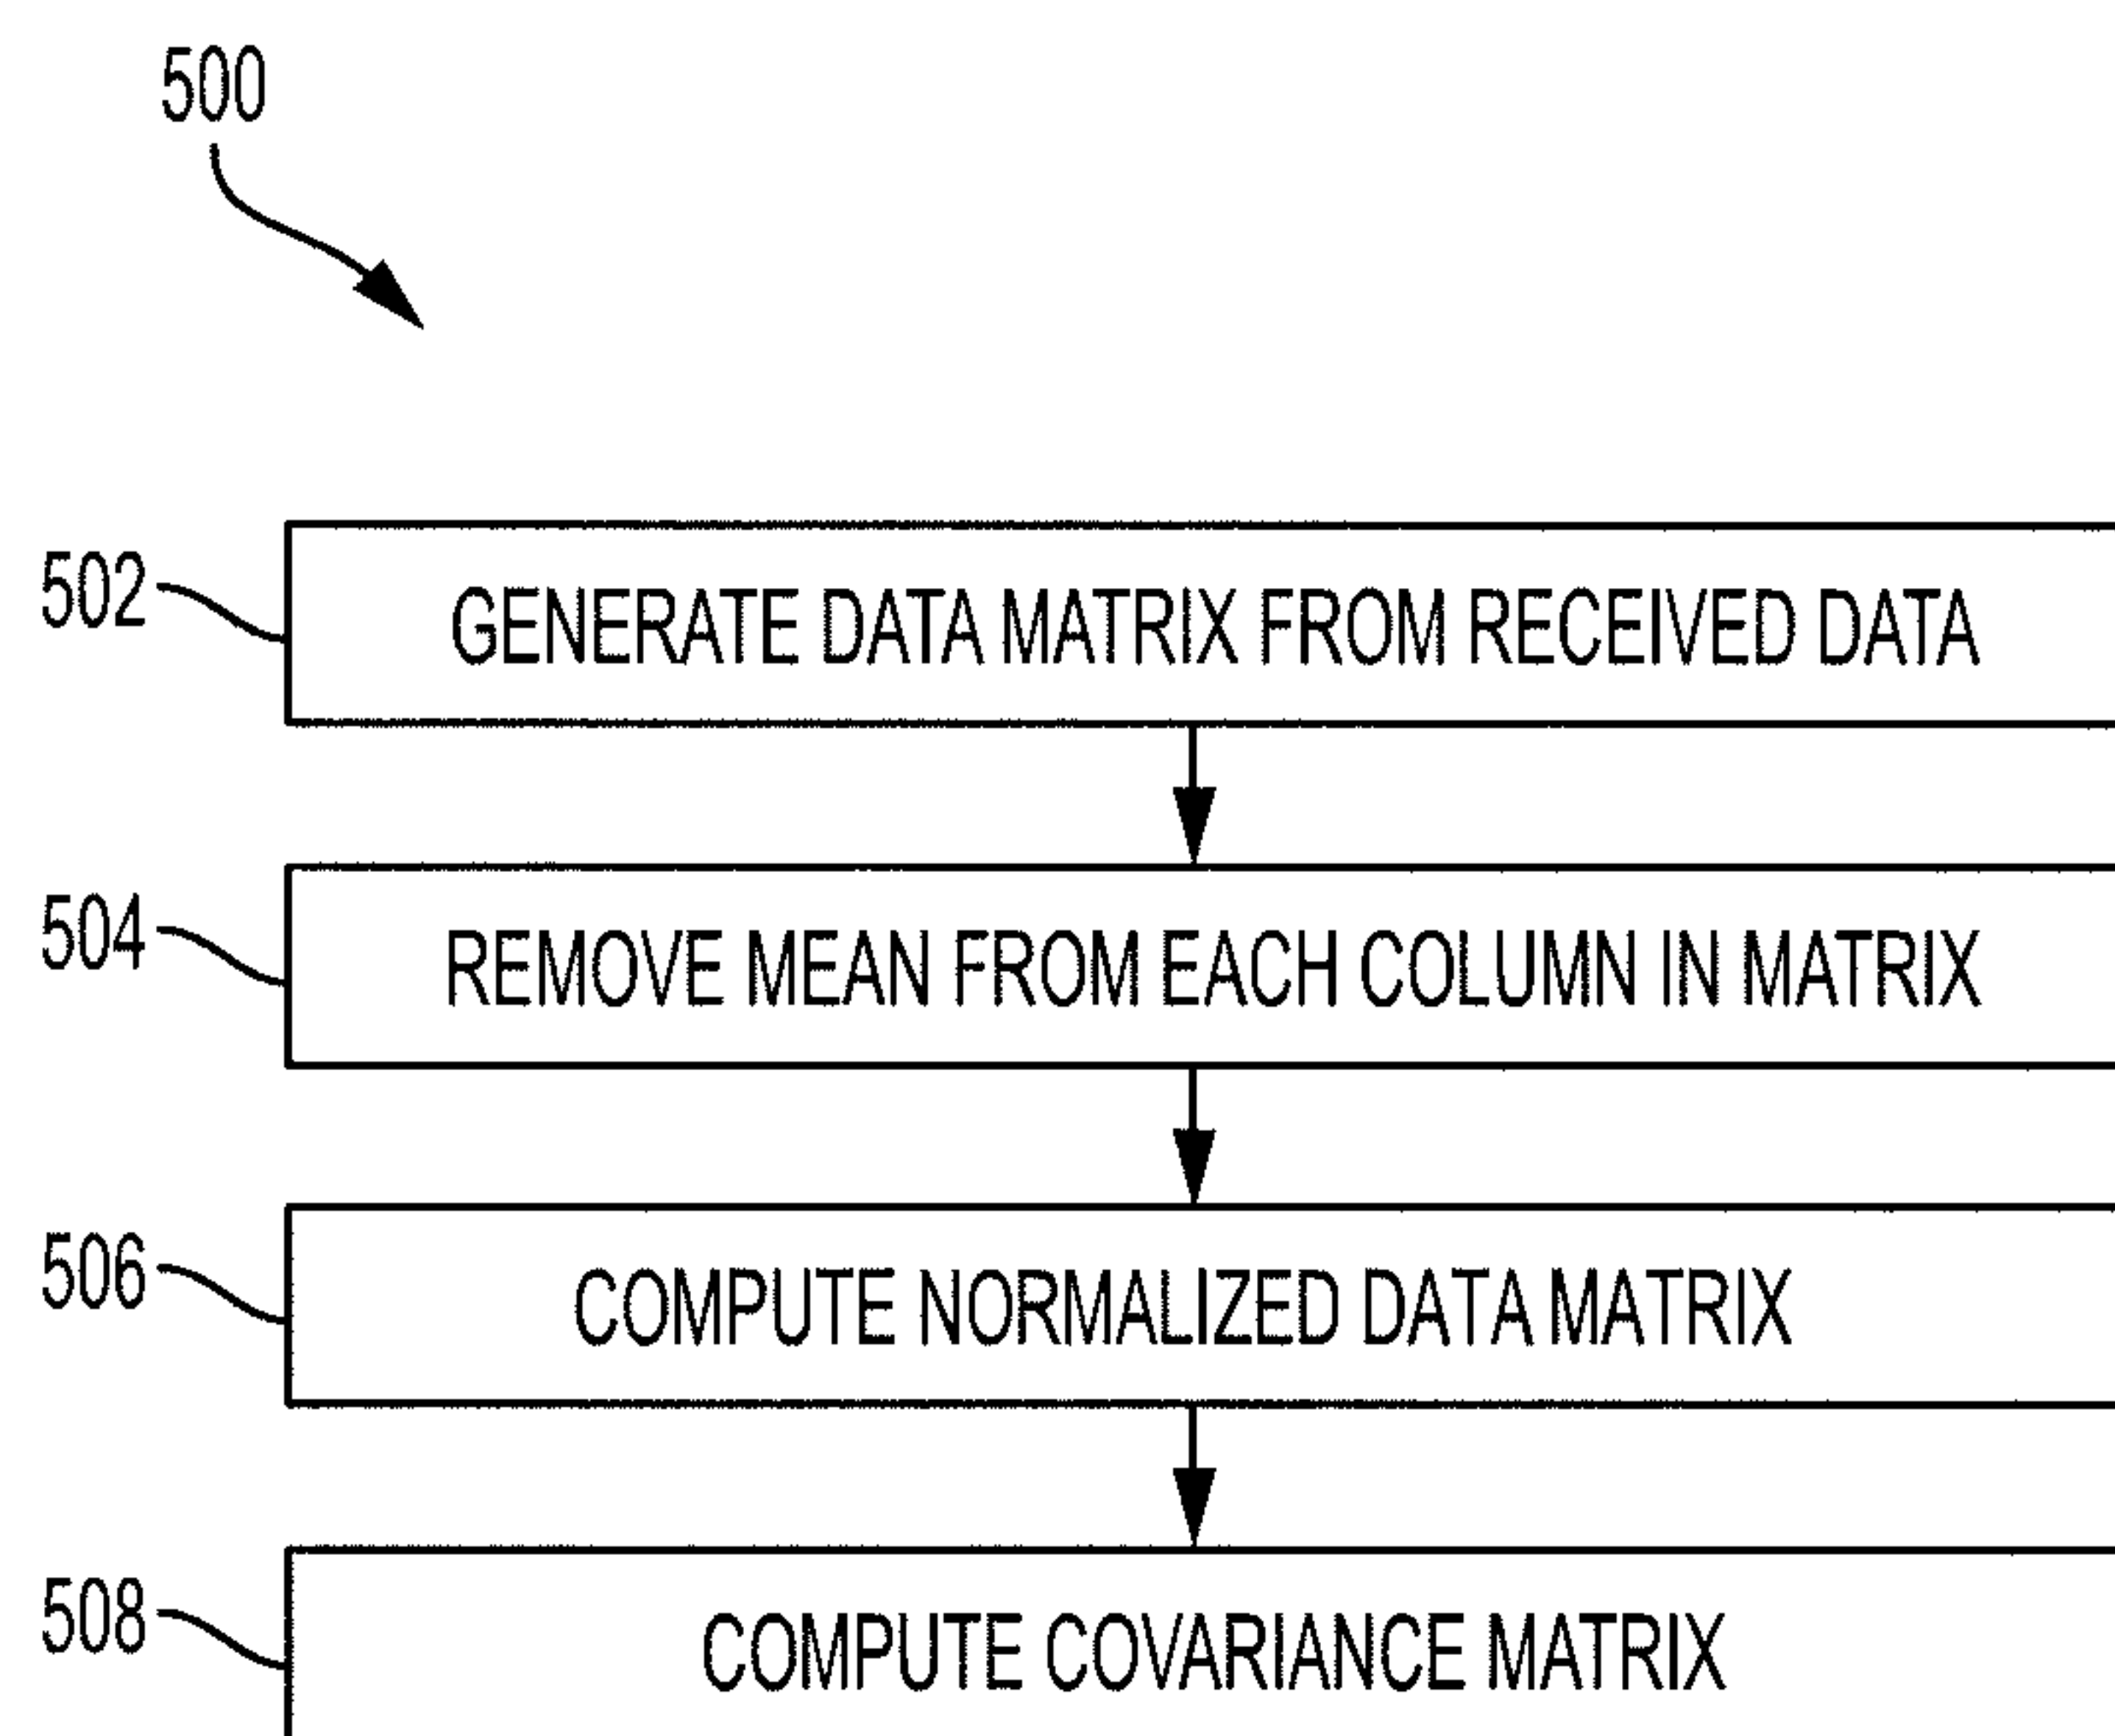 500
502 GENERATE DATA MATRIX FROM RECEIVED DATA
504 REMOVE MEAN FROM EACH COLUMN IN MATRIX
506 COMPUTE NORMALIZED DATA MATRIX
508 COMPUTE COVARIANCE MATRIX